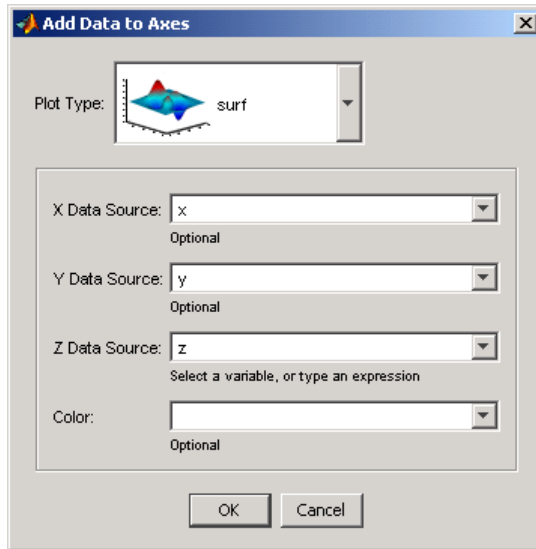 Add Data to Axes
Plot Type: surf
X Data Source: x
Optional
Y Data Source: y
Optional
Z Data Source: z
Select a variable, or type an expression
Color:
Optional
OK Cancel